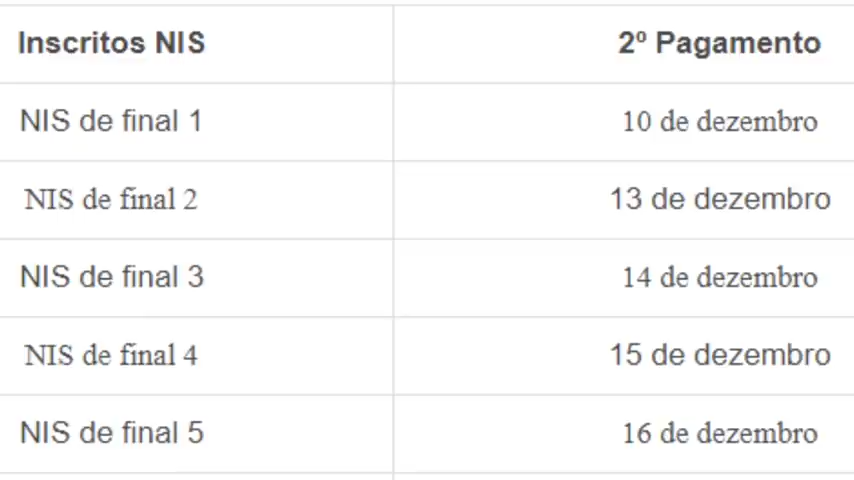 Inscritos NIS 2º Pagamento
NIS de final 1 10 de dezembro
NIS de final 2 13 de dezembro
NIS de final 3 14 de dezembro
NIS de final 4 15 de dezembro
NIS de final 5 16 de dezembro